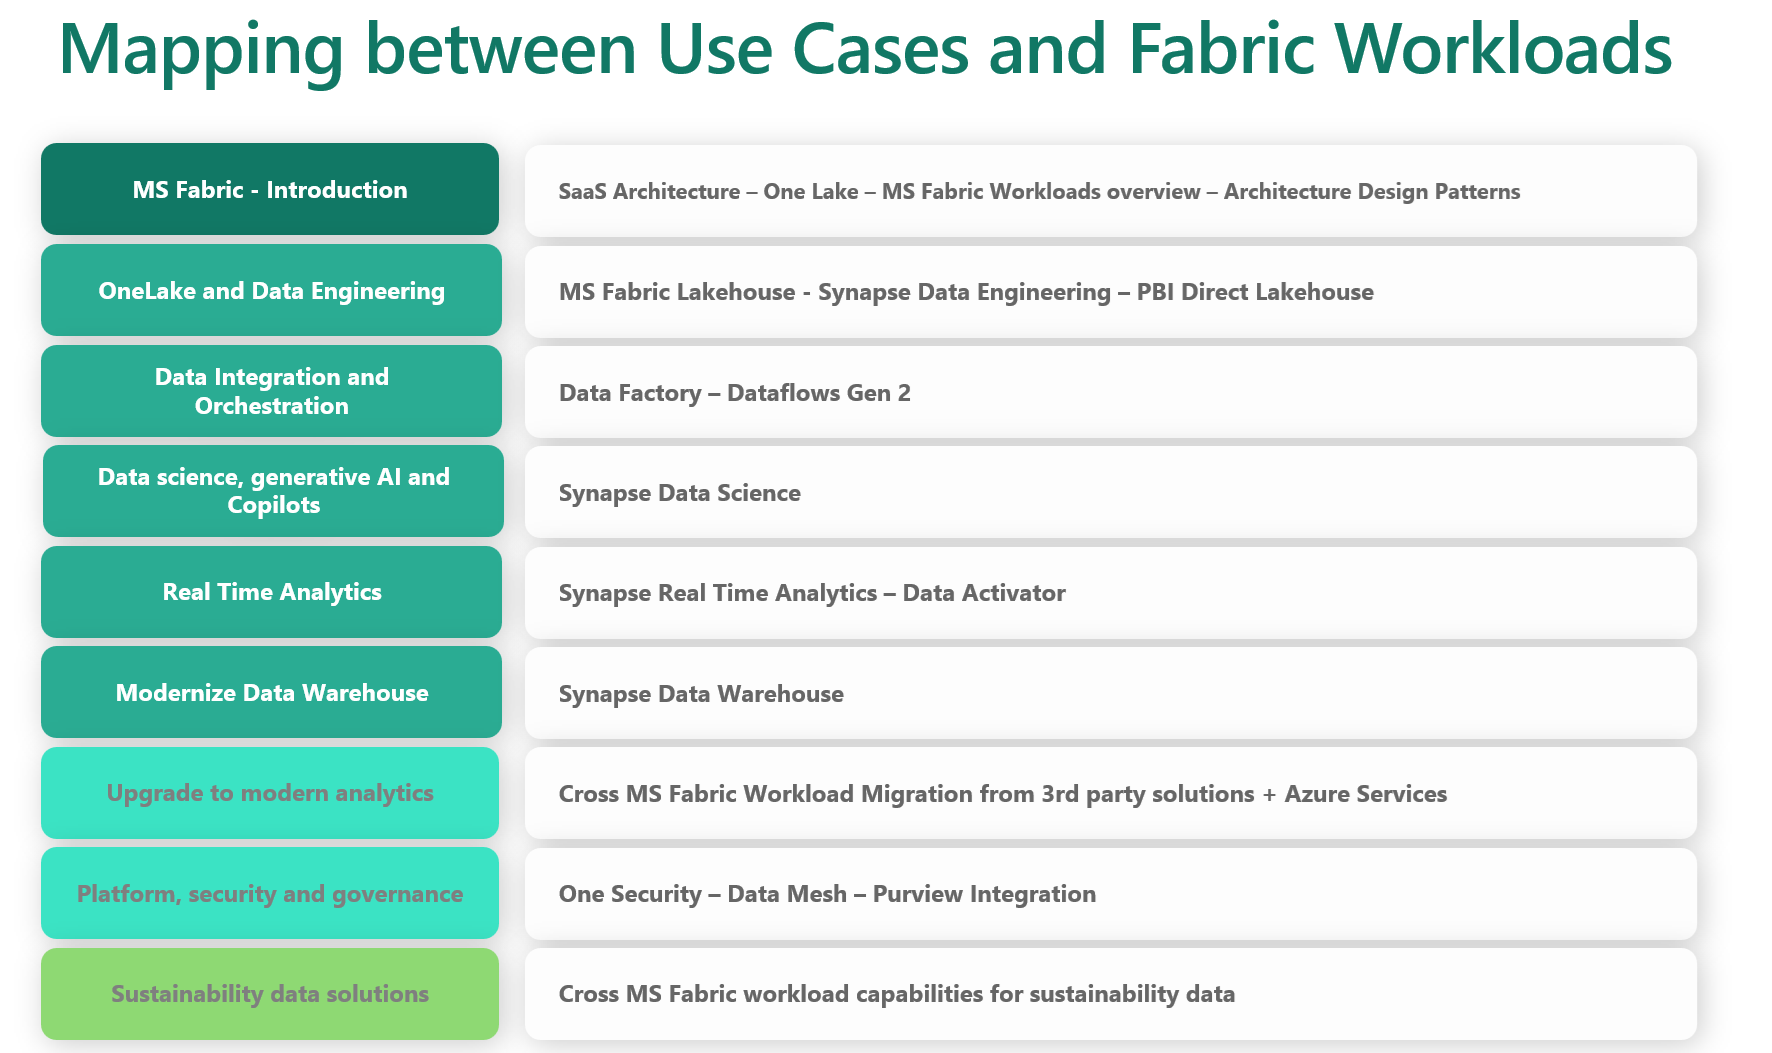 Mapping between Use Cases and Fabric Workloads
MS Fabric - Introduction
SaaS Architecture – One Lake – MS Fabric Workloads overview – Architecture Design Patterns
OneLake and Data Engineering
MS Fabric Lakehouse - Synapse Data Engineering – PBI Direct Lakehouse
Data Integration and
Orchestration
Data Factory – Dataflows Gen 2
Data science, generative AI and
Copilots
Synapse Data Science
Real Time Analytics
Synapse Real Time Analytics – Data Activator
Modernize Data Warehouse
Synapse Data Warehouse
Upgrade to modern analytics
Cross MS Fabric Workload Migration from 3rd party solutions + Azure Services
Platform, security and governance
One Security – Data Mesh – Purview Integration
Sustainability data solutions
Cross MS Fabric workload capabilities for sustainability data